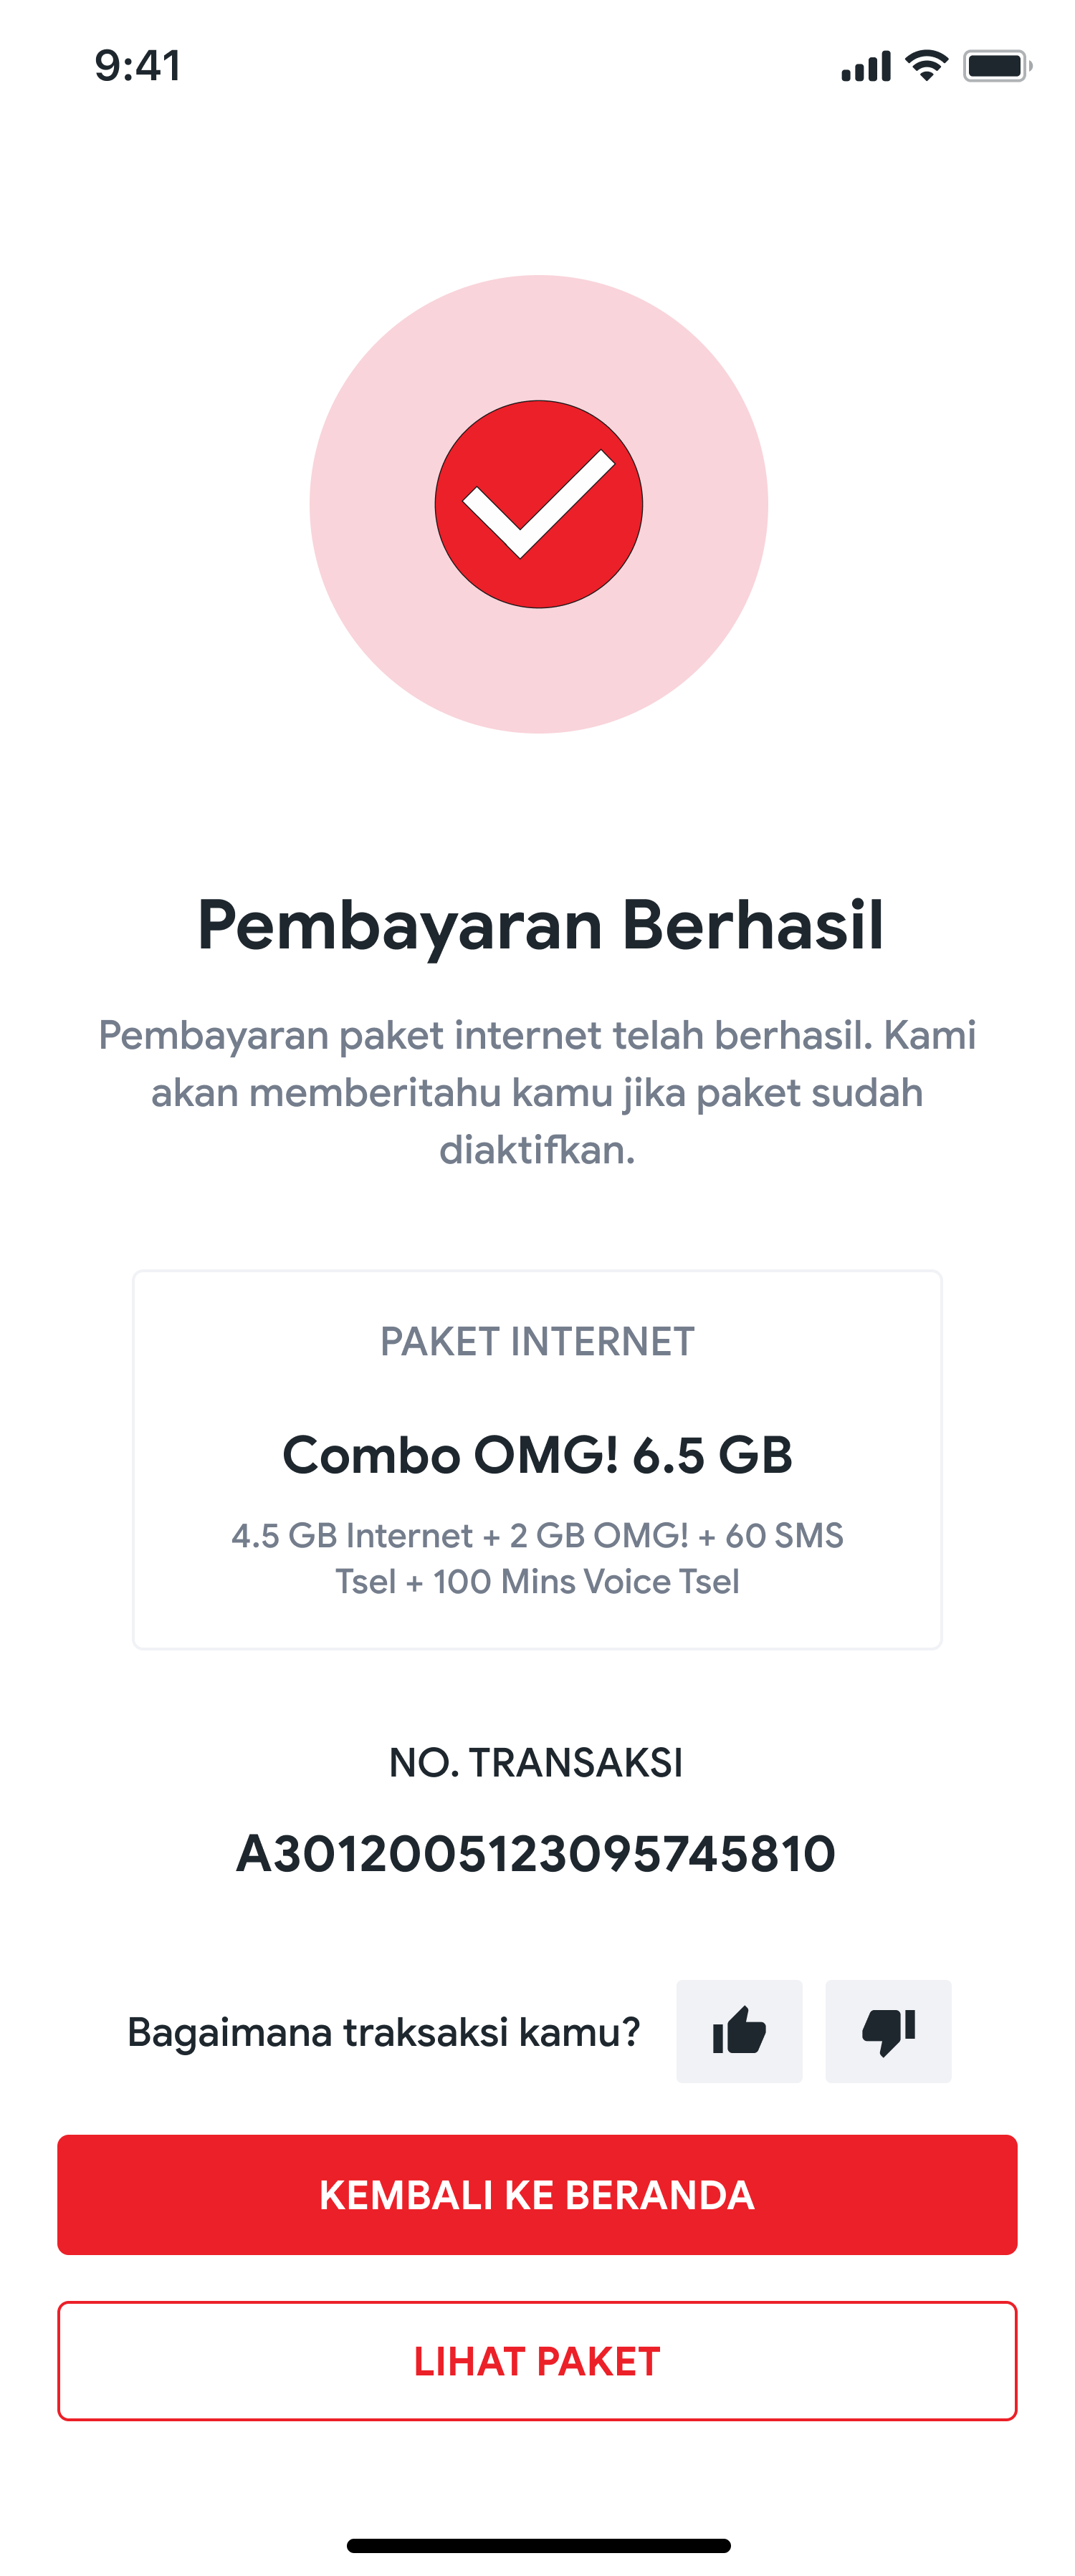 9:41
Pembayaran Berhasil
Pembayaran paket internet telah berhasil. Kami
akan memberitahu kamu jika paket sudah
diaktifkan.
PAKET INTERNET
Combo OMG! 6.5 GB
4.5 GB Internet + 2 GB OMG! + 60 SMS
Tsel + 100 Mins Voice Tsel
NO. TRANSAKSI
A3012005123095745810
Bagaimana traksaksi kamu?
KEMBALI KE BERANDA
LIHAT PAKET